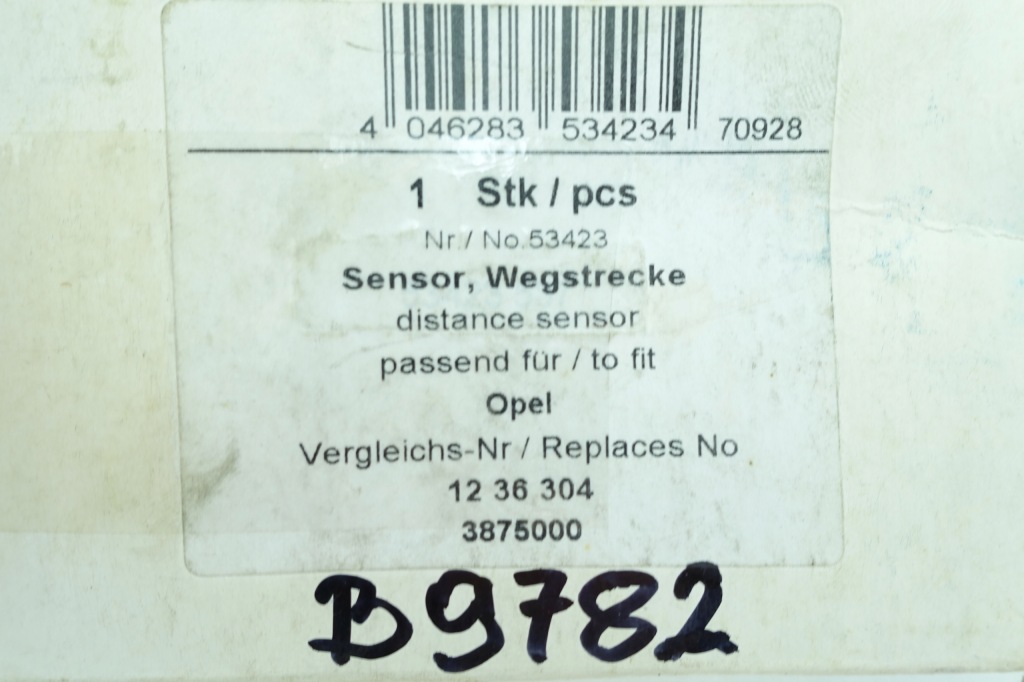 4 046283 534234 70928
1 Stk / pcs
Nr./ No.53423
Sensor, Wegstrecke
distance sensor
passend für / to fit
Opel
Vergleichs-Nr / Replaces No
12 36 304
3875000
B9782